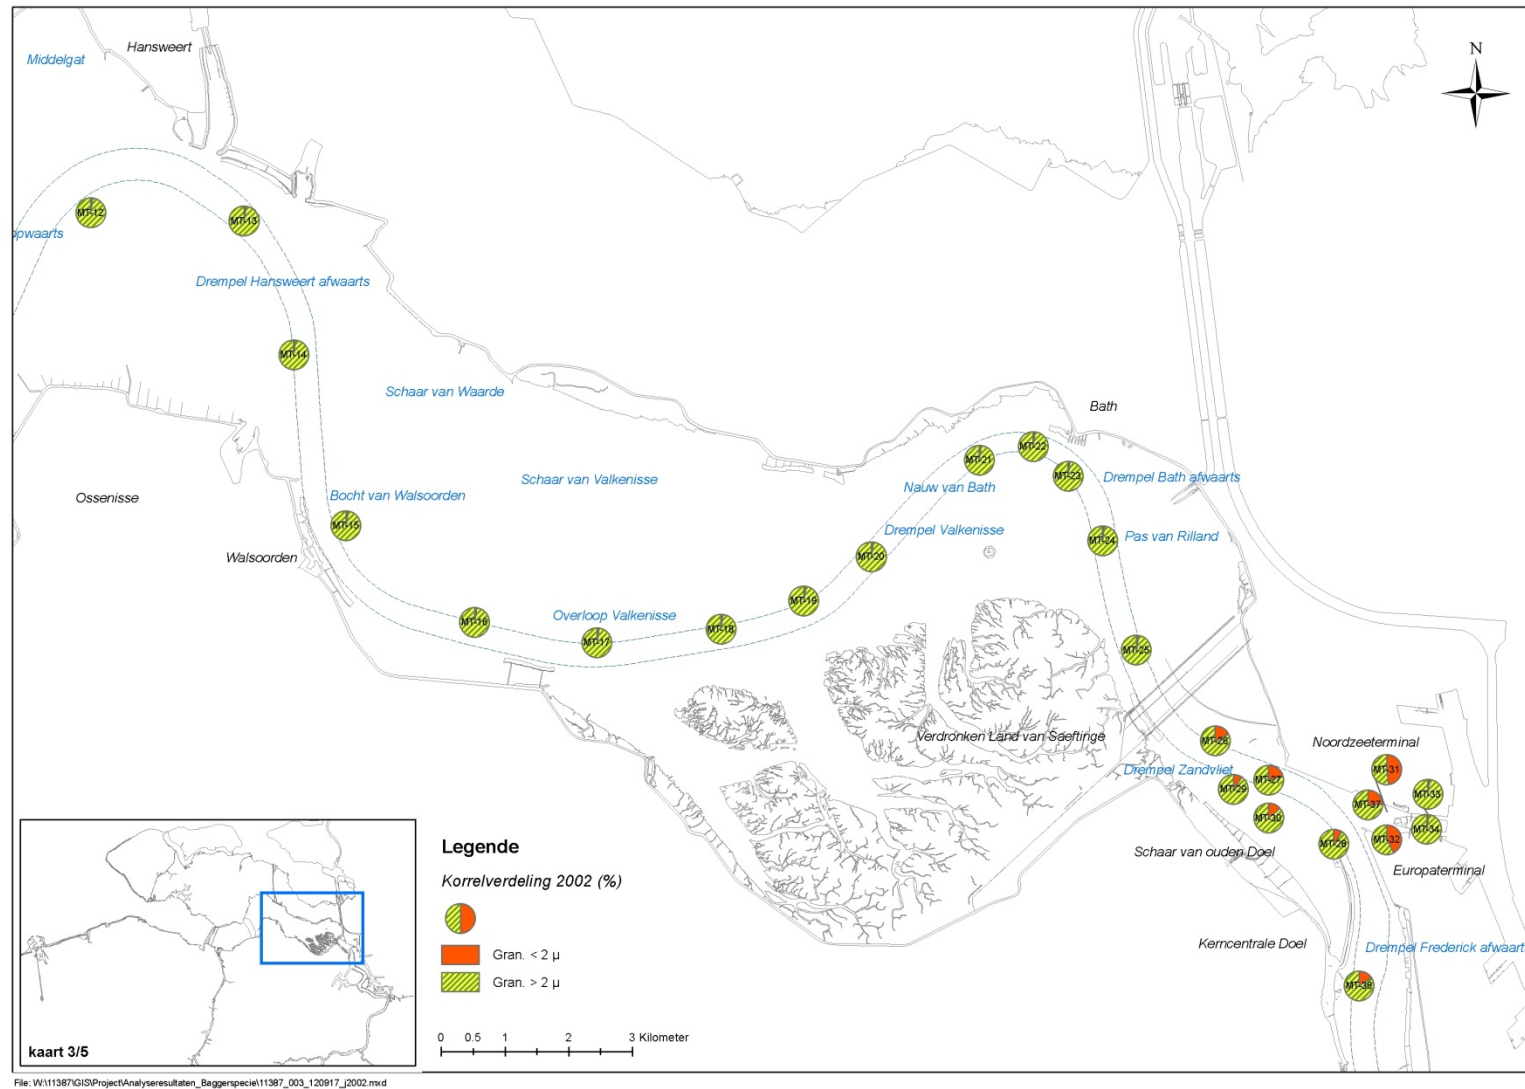 Hansweert
Middelgat
N
MT-12
MT-13
opwaarts
Drempel Hansweert afwaarts
MT-14
Schaar van Waarde
Bath
MT-22
MT-21
MT-23
Drempel Bath afwaarts
Schaar van Valkenisse
Nauw van Bath
Ossenisse
Bocht van Walsoorden
MT-15
Drempel Valkenisse
MT-24
Pas van Rilland
Walsoorden
MT-20
MT-19
Overloop Valkenisse
MT-16
MT-17
MT-18
MT-25
Verdronken Land van Saeftinge
Noordzeeterminal
Drempel Zandvliet
MT-27
MT-29
MT-31
MT-33
MT-37
MT-30
MT-34
MT-32
Schaar van ouden Doel
Europaterminal
Kerncentrale Doel
Drempel Frederick afwaart
Legende
Korrelverdeling 2002 (%)
Gran. < 2 µ
Gran. > 2 µ
0 0.5 1 2 3 Kilometer
kaart 3/5
File: W:\11387\GIS\Project\Analyseresultaten_Baggerspecie\11387_003_120917_j2002.mxd